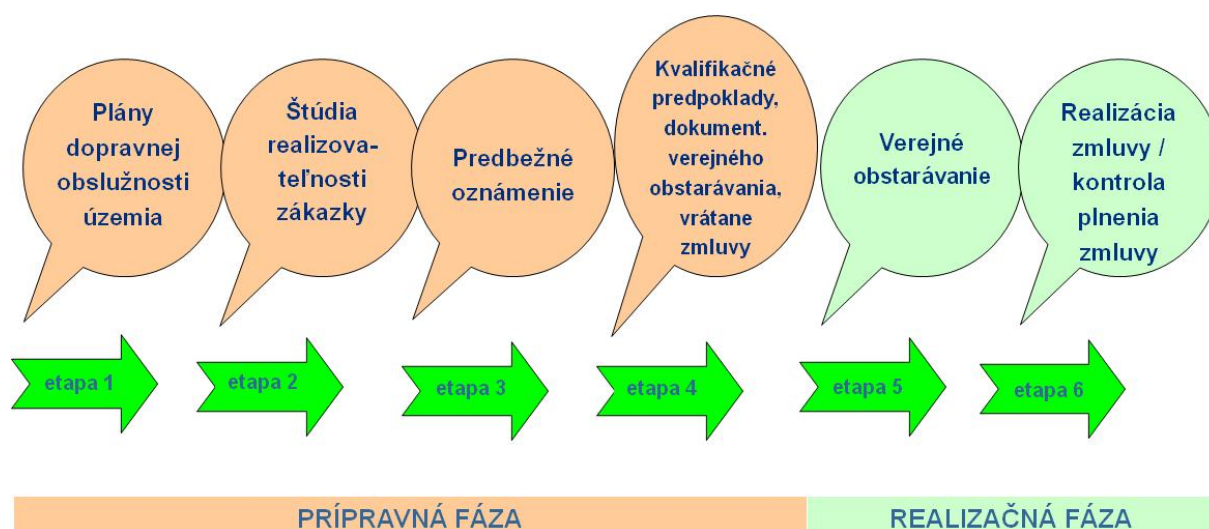 Plány
dopravnej
obslužnosti
územia
Štúdia
realizova-
teľnosti
zákazky
Predbežné
oznámenie
Kvalifikačné
predpoklady,
dokument.
verejného
obstarávania,
vrátane
zmluvy
Verejné
obstarávanie
Realizácia
zmluvy /
kontrola
plnenia
zmluvy
etapa 1
etapa 2
etapa 3
etapa 4
etapa 5
etapa 6
PRÍPRAVNÁ FÁZA
REALIZAČNÁ FÁZA